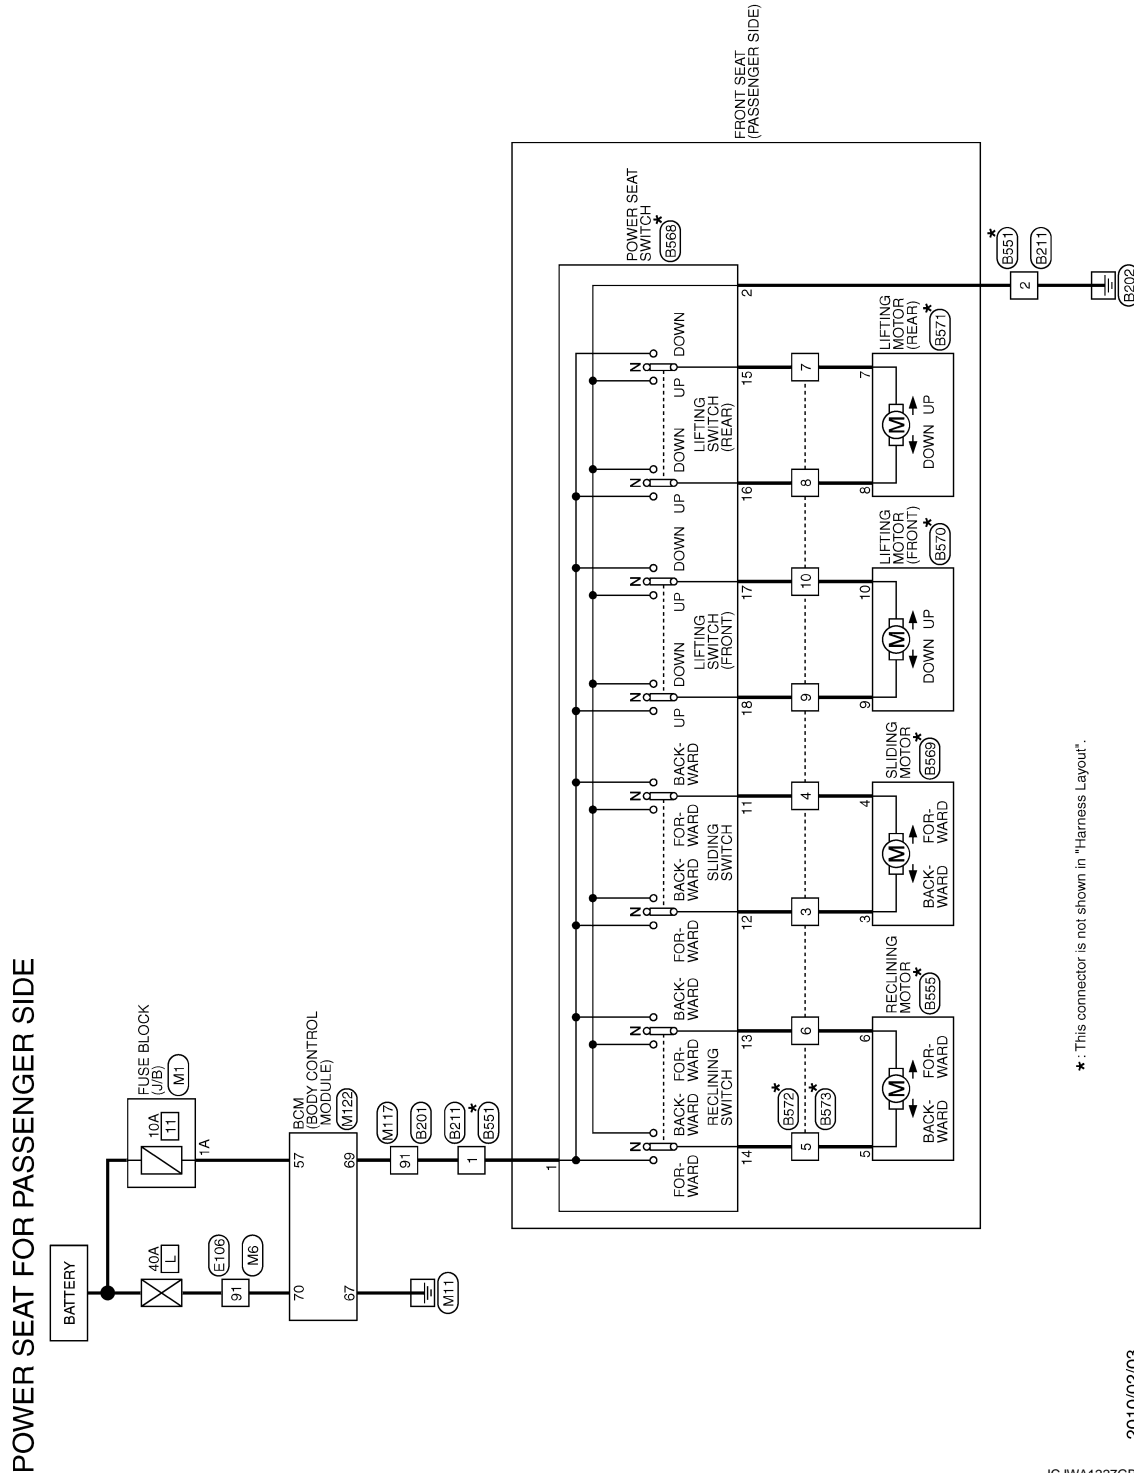 POWER SEAT FOR PASSENGER SIDE
BATTERY
40A
L
E106
91
M6
FUSE BLOCK
(J/B)
M1
10A
11
1A
BCM
(BODY CONTROL
MODULE)
M122
70
57
67
69
M11
M117
91
B201
B211
1
B551
*
FRONT SEAT
(PASSENGER SIDE)
POWER SEAT
SWITCH
*
B568
1
N
FOR-
WARD
BACK-
WARD
N
FOR-
WARD
BACK-
WARD
RECLINING
SWITCH
N
FOR-
WARD
BACK-
WARD
N
FOR-
WARD
BACK-
WARD
SLIDING
SWITCH
N
UP
DOWN
N
UP
DOWN
LIFTING
SWITCH
(FRONT)
N
UP
DOWN
N
UP
DOWN
LIFTING
SWITCH
(REAR)
14
13
12
11
18
17
16
15
2
B572
*
B573
*
5
6
3
4
9
10
8
7
5
6
3
4
9
10
8
7
RECLINING
MOTOR
*
B555
M
BACK-
WARD
FOR-
WARD
SLIDING
MOTOR
*
B569
M
BACK-
WARD
FOR-
WARD
LIFTING
MOTOR
(FRONT)
*
B570
M
DOWN
UP
LIFTING
MOTOR
(REAR)
*
B571
M
DOWN
UP
*
B551
2
B211
B202
* : This connector is not shown in "Harness Layout".